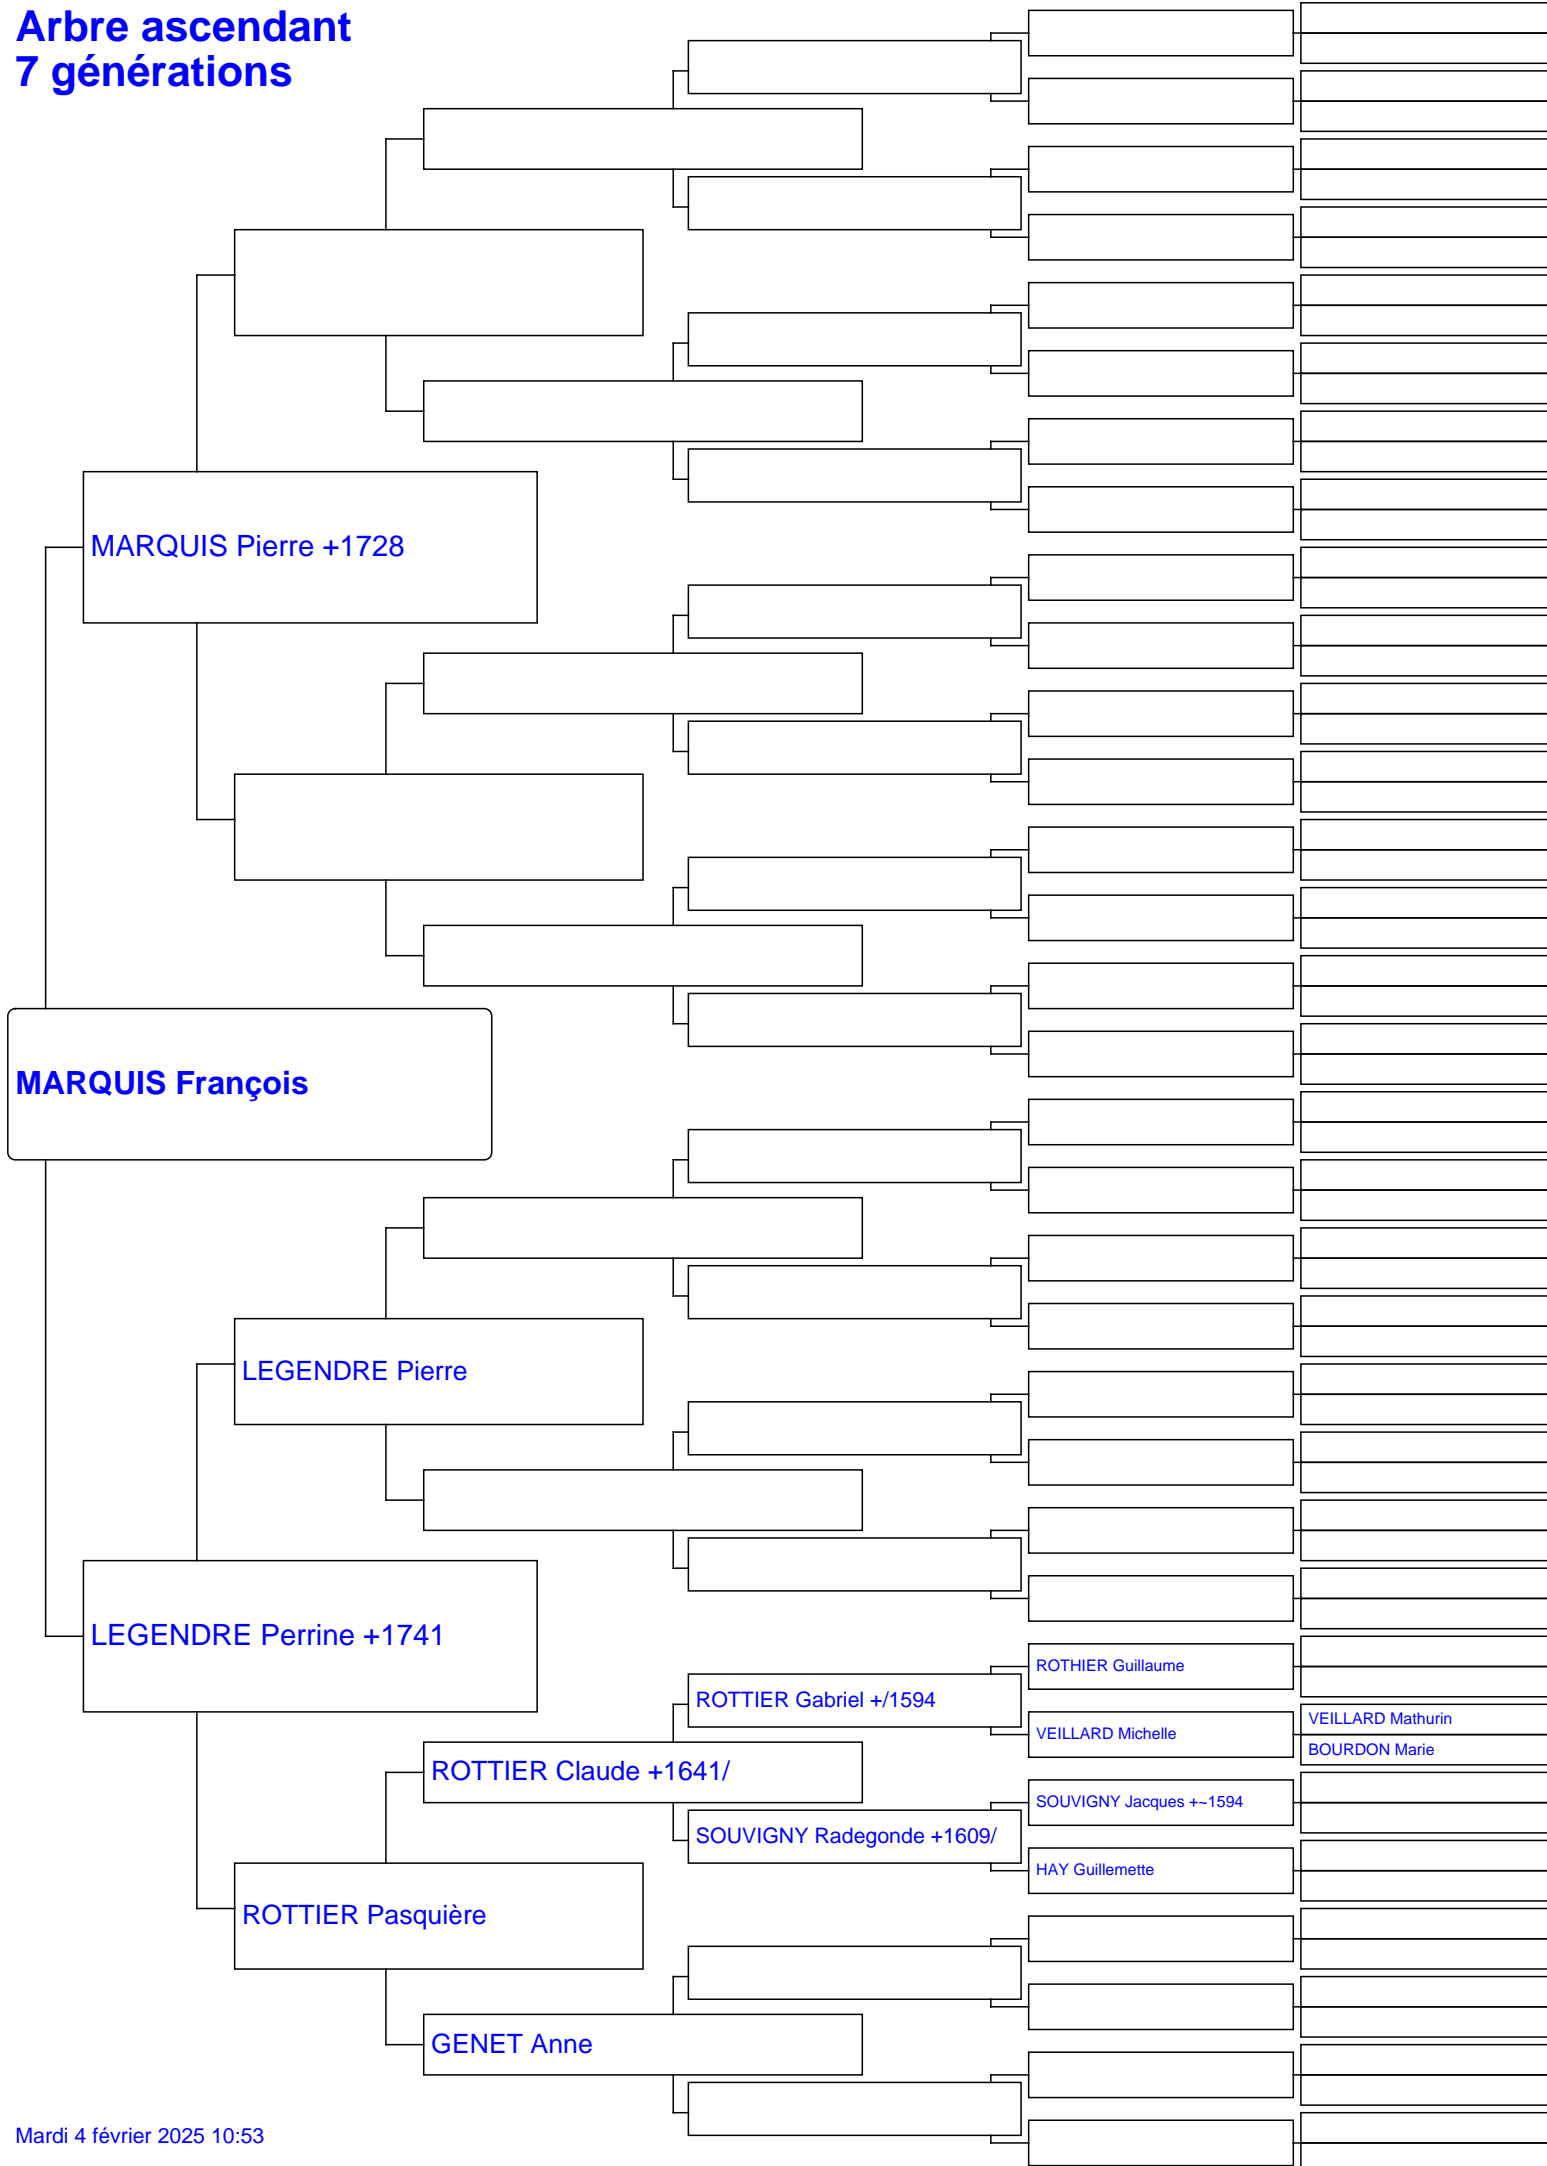 Arbre ascendant
7 générations
MARQUIS Pierre +1728
MARQUIS François
LEGENDRE Pierre
LEGENDRE Perrine +1741
ROTHIER Guillaume
ROTTIER Gabriel +/1594
VEILLARD Mathurin
VEILLARD Michelle
BOURDON Marie
ROTTIER Claude +1641/
SOUVIGNY Jacques +~1594
SOUVIGNY Radegonde +1609/
HAY Guillemette
ROTTIER Pasquière
GENET Anne
Mardi 4 février 2025 10:53